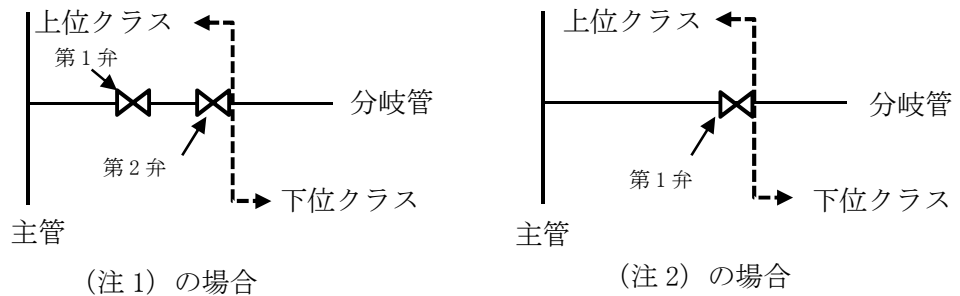 上位クラス
第1弁
分岐管
第2弁
下位クラス
主管
（注1）の場合
上位クラス
分岐管
第1弁
下位クラス
主管
（注2）の場合